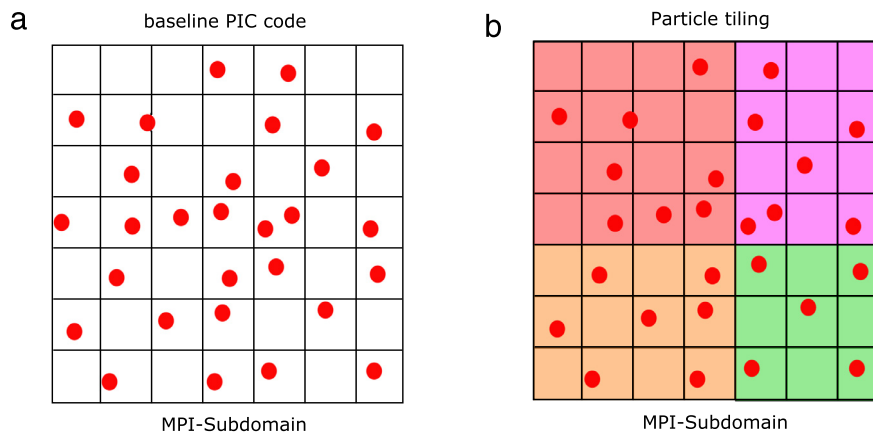 a
baseline PIC code
MPI-Subdomain
b
Particle tiling
MPI-Subdomain